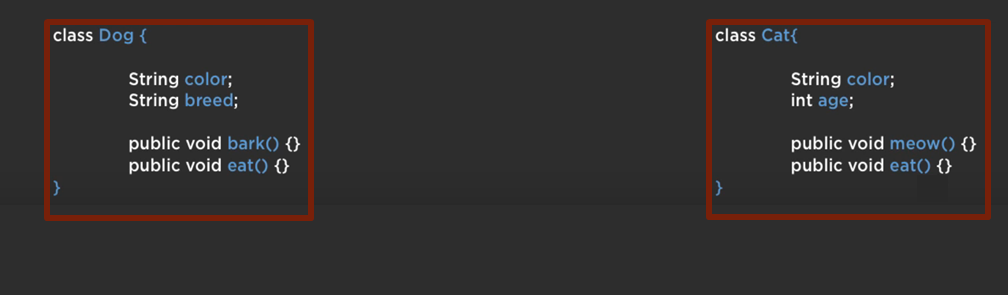 class Dog {
String color;
String breed;
public void bark() {}
public void eat() {}
}
class Cat{
String color;
int age;
public void meow() {}
public void eat() {}
}